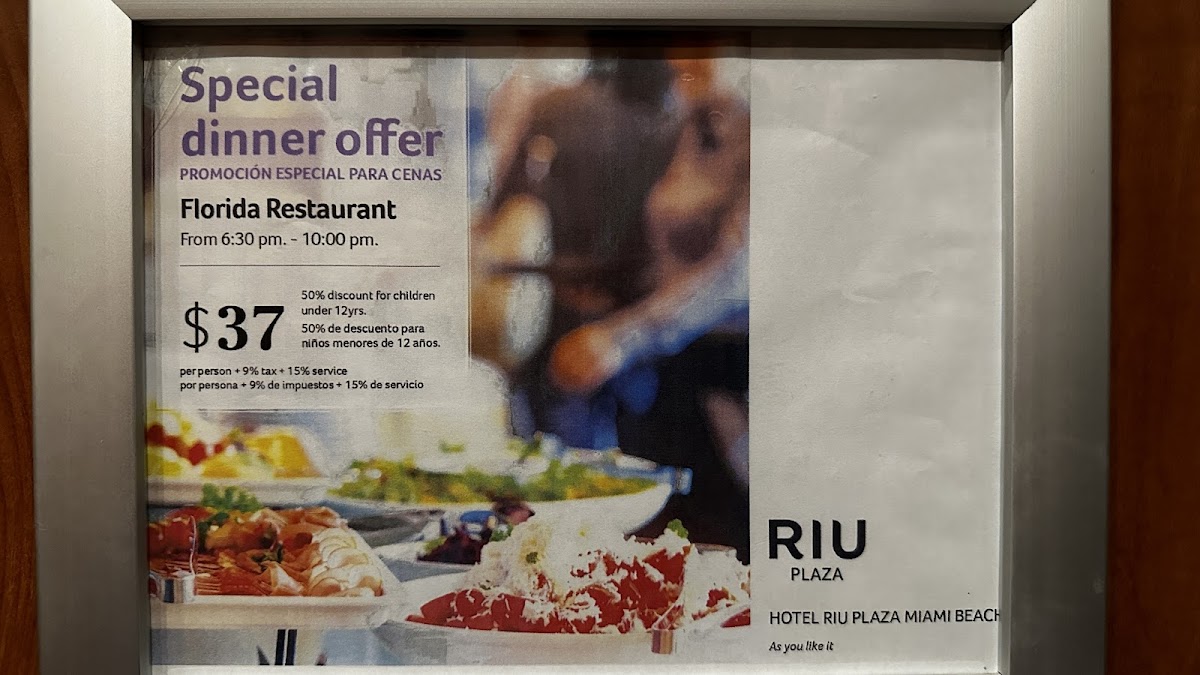 Special
dinner offer
PROMOCIÓN ESPECIAL PARA CENAS
Florida Restaurant
From 6:30 pm. - 10:00 pm.
$37
50% discount for children
under 12yrs.
50% de descuento para
niños menores de 12 años.
per person + 9% tax + 15% service
por persona + 9% de impuestos + 15% de servicio
RIU
PLAZA
HOTEL RIU PLAZA MIAMI BEACH
As you like it